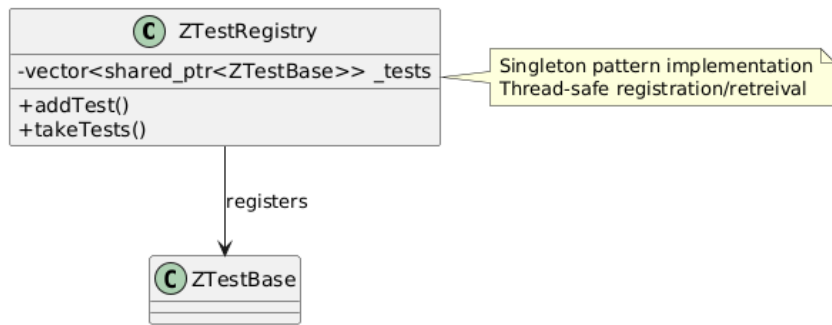 C ZTestRegistry
-vector<shared_ptr<ZTestBase>> _tests
+addTest()
+takeTests()
Singleton pattern implementation
Thread-safe registration/retreival
registers
C ZTestBase